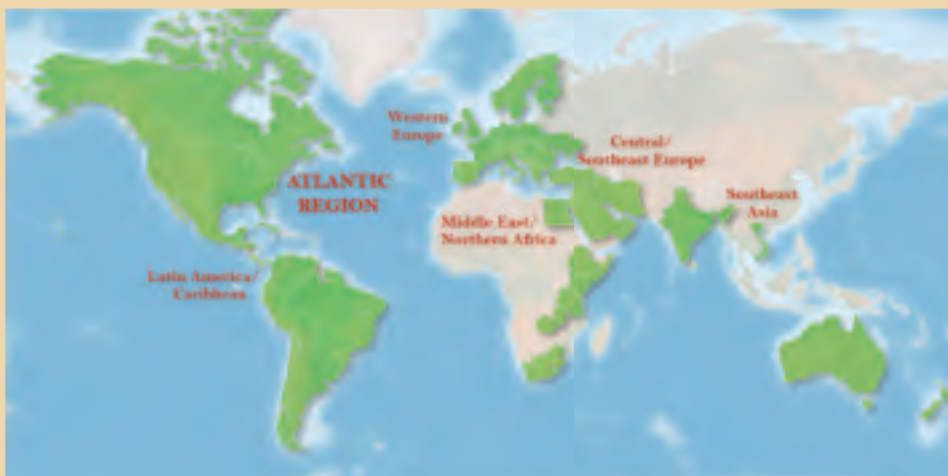 Western
Europe
Central/
Southeast Europe
ATLANTIC
REGION
Southeast
Asia
Middle East/
Northern Africa
Latin America/
Caribbean